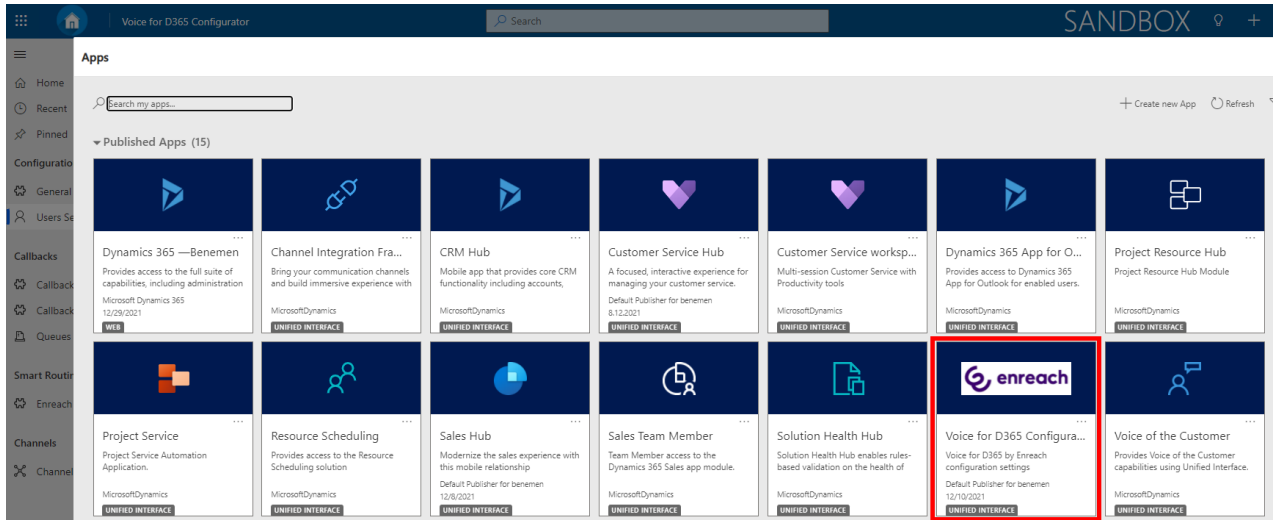 Voice for D365 Configurator
Search
SANDBOX
Apps
Home
Recent
Pinned
Configuratio
General
Users Se
Callbacks
Callback
Callback
Queues
Smart Routir
Enreach
Channels
Channel
Search my apps...
Create new App
Refresh
Published Apps (15)
Dynamics 365 —Benemen
Provides access to the full suite of
capabilities, including administration
Microsoft Dynamics 365
12/29/2021
WEB
Channel Integration Fra...
Bring your communication channels
and build immersive experience with
MicrosoftDynamics
UNIFIED INTERFACE
CRM Hub
Mobile app that provides core CRM
functionality including accounts,
MicrosoftDynamics
UNIFIED INTERFACE
Customer Service Hub
A focused, interactive experience for
managing your customer service.
Default Publisher for benemen
8.12.2021
UNIFIED INTERFACE
Customer Service worksp...
Multi-session Customer Service with
Productivity tools
MicrosoftDynamics
UNIFIED INTERFACE
Dynamics 365 App for O...
Provides access to Dynamics 365
App for Outlook for enabled users.
MicrosoftDynamics
UNIFIED INTERFACE
Project Resource Hub
Project Resource Hub Module
MicrosoftDynamics
UNIFIED INTERFACE
Project Service
Project Service Automation
Application.
MicrosoftDynamics
UNIFIED INTERFACE
Resource Scheduling
Provides access to the Resource
Scheduling solution
MicrosoftDynamics
UNIFIED INTERFACE
Sales Hub
Modernize the sales experience with
this mobile relationship
Default Publisher for benemen
12/8/2021
UNIFIED INTERFACE
Sales Team Member
Team Member access to the
Dynamics 365 Sales app module.
MicrosoftDynamics
UNIFIED INTERFACE
Solution Health Hub
Solution Health Hub enables rules-
based validation on the health of
MicrosoftDynamics
UNIFIED INTERFACE
enreach
Voice for D365 Configura...
Voice for D365 by Enreach
configuration settings
Default Publisher for benemen
12/10/2021
UNIFIED INTERFACE
Voice of the Customer
Provides Voice of the Customer
capabilities using Unified Interface.
MicrosoftDynamics
UNIFIED INTERFACE